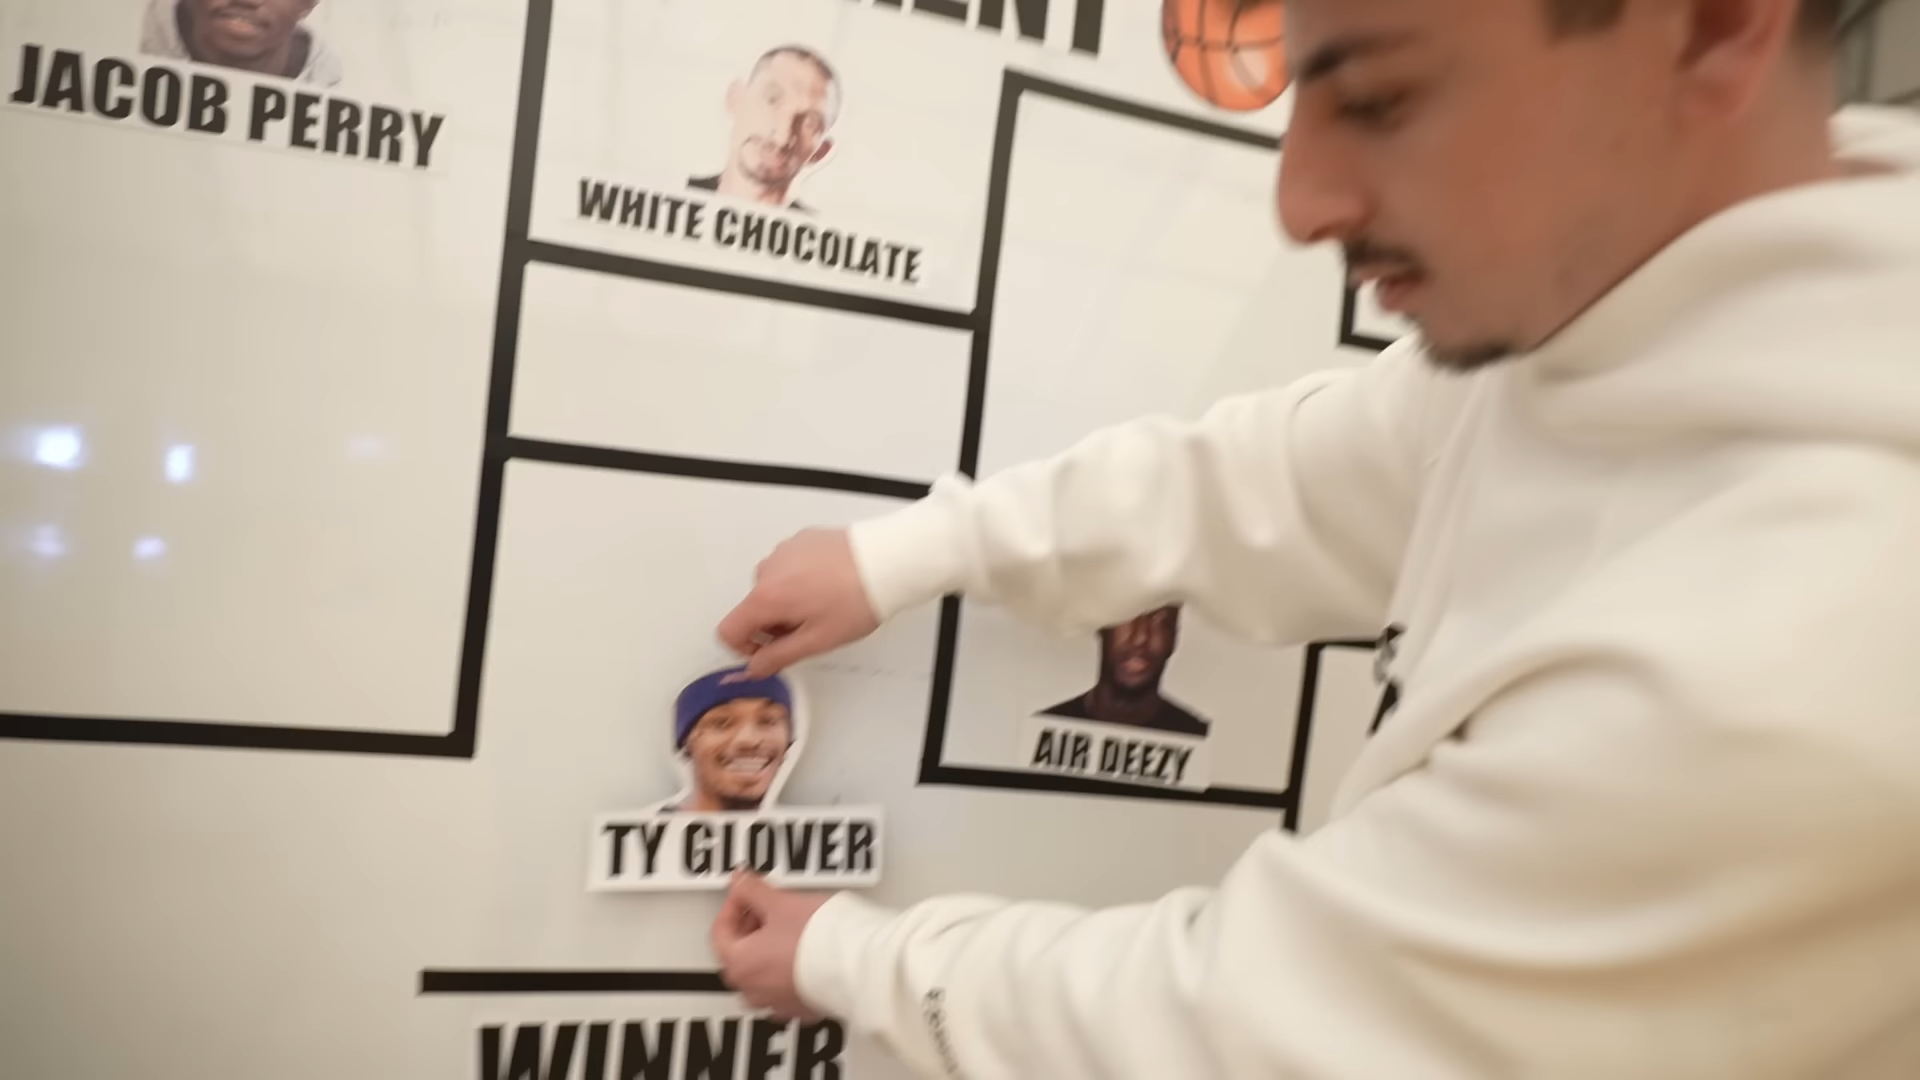 JACOB PERRY
WHITE CHOCOLATE
AIR DEEZY
TY GLOVER
WINNER